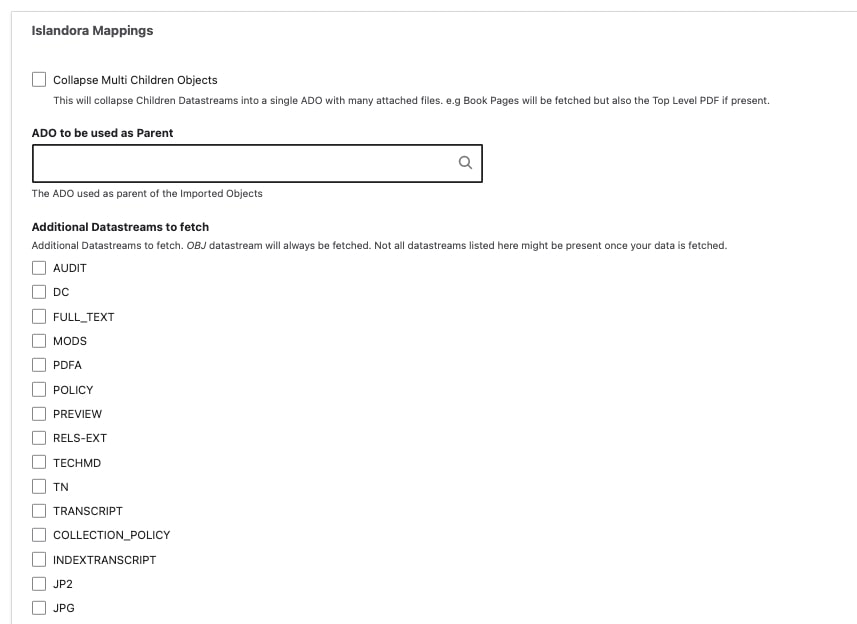 Islandora Mappings
Collapse Multi Children Objects
This will collapse Children Datastreams into a single ADO with many attached files. e.g Book Pages will be fetched but also the Top Level PDF if present.
ADO to be used as Parent
The ADO used as parent of the Imported Objects
Additional Datastreams to fetch
Additional Datastreams to fetch. OBJ datastream will always be fetched. Not all datastreams listed here might be present once your data is fetched.
AUDIT
DC
FULL_TEXT
MODS
PDFA
POLICY
PREVIEW
RELS-EXT
TECHMD
TN
TRANSCRIPT
COLLECTION_POLICY
INDEXTRANSCRIPT
JP2
JPG